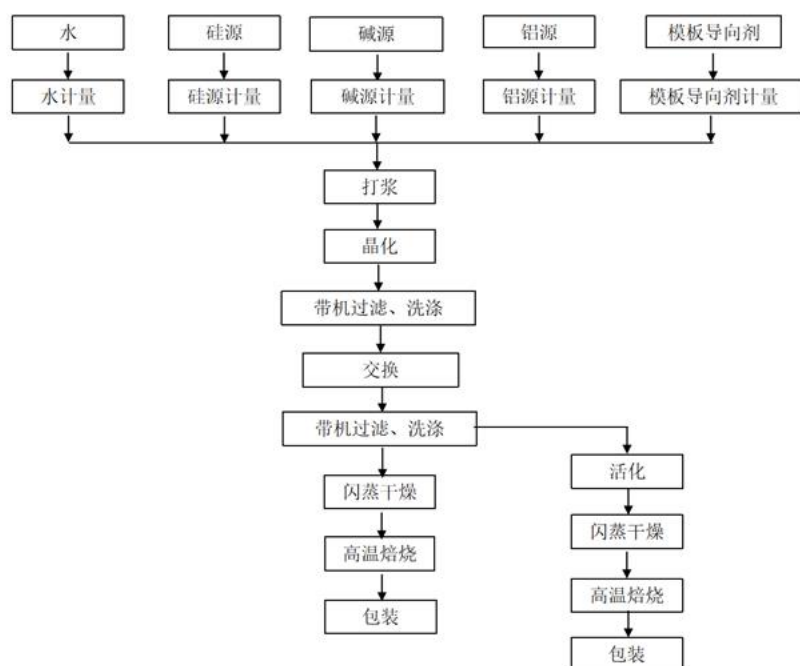 水
硅源
碱源
铝源
模板导向剂
水计量
硅源计量
碱源计量
铝源计量
模板导向剂计量
打浆
晶化
带机过滤、洗涤
交换
带机过滤、洗涤
活化
闪蒸干燥
闪蒸干燥
高温焙烧
高温焙烧
包装
包装